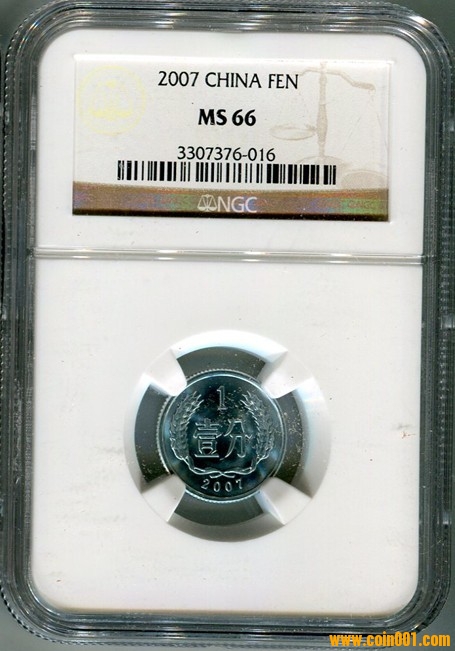 2007 CHINA FEN
MS 66
3307376-016
NGC
1
壹分
2007
www.coin001.com